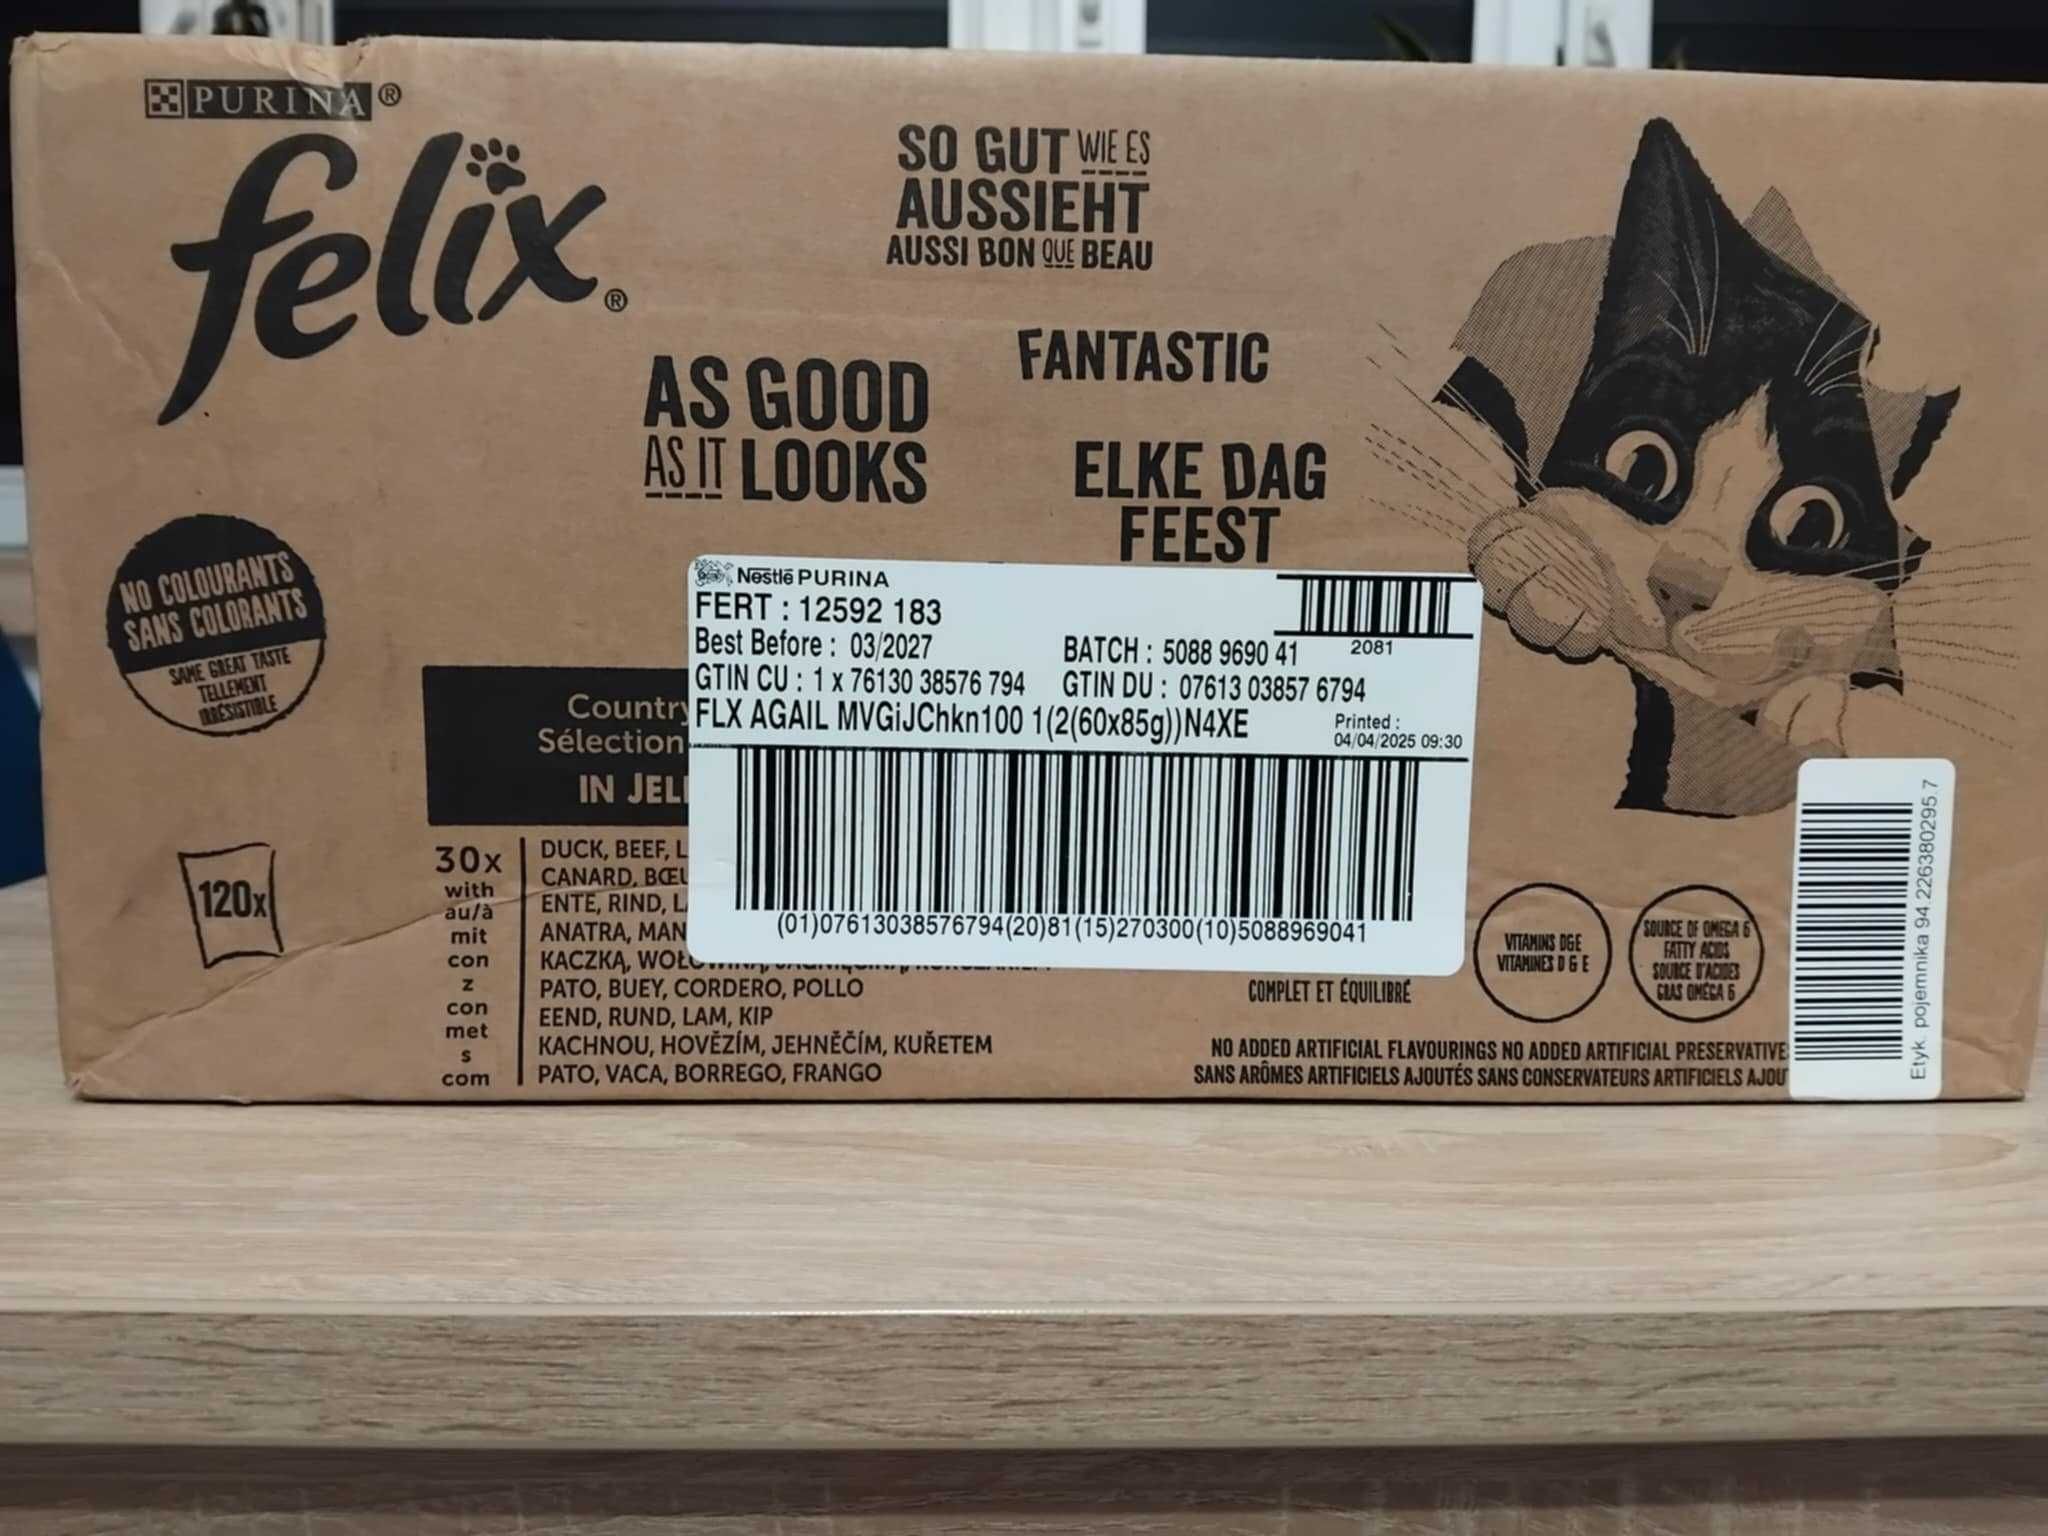 PURINA®
felix®
SO GUT WIE ES
AUSSIEHT
AUSSI BON QUE BEAU
FANTASTIC
AS GOOD
AS IT LOOKS
ELKE DAG
FEEST
NO COLOURANTS
SANS COLORANTS
SAME GREAT TASTE
TELLEMENT
IRRÉSISTIBLE
Nestlé PURINA
FERT : 12592 183
Best Before : 03/2027
BATCH : 5088 9690 41
2081
GTIN CU : 1 x 76130 38576 794
GTIN DU : 07613 03857 6794
FLX AGAIL MVGiJChkn100 1(2(60x85g))N4XE
Printed :
04/04/2025 09:30
(01)07613038576794(20)81(15)270300(10)5088969041
Country
Sélection
IN JEL
120x
30x
with
au/à
mit
con
z
con
met
s
com
DUCK, BEEF, L
CANARD, BŒU
ENTE, RIND, LA
ANATRA, MAN
KACZKĄ,
PATO, BUEY, CORDERO, POLLO
EEND, RUND, LAM, KIP
KACHNOU, HOVĚZÍM, JEHNĚČÍM, KUŘETEM
PATO, VACA, BORREGO, FRANGO
COMPLET ET ÉQUILIBRÉ
VITAMINS D&E
VITAMINES D & E
SOURCE OF OMEGA 6
FATTY ACIDS
SOURCE D'ACIDES
GRAS OMÉGA 6
NO ADDED ARTIFICIAL FLAVOURINGS NO ADDED ARTIFICIAL PRESERVATIVE
SANS ARÔMES ARTIFICIELS AJOUTÉS SANS CONSERVATEURS ARTIFICIELS AJOU
Etyk. pojemnika 94 226380295.7